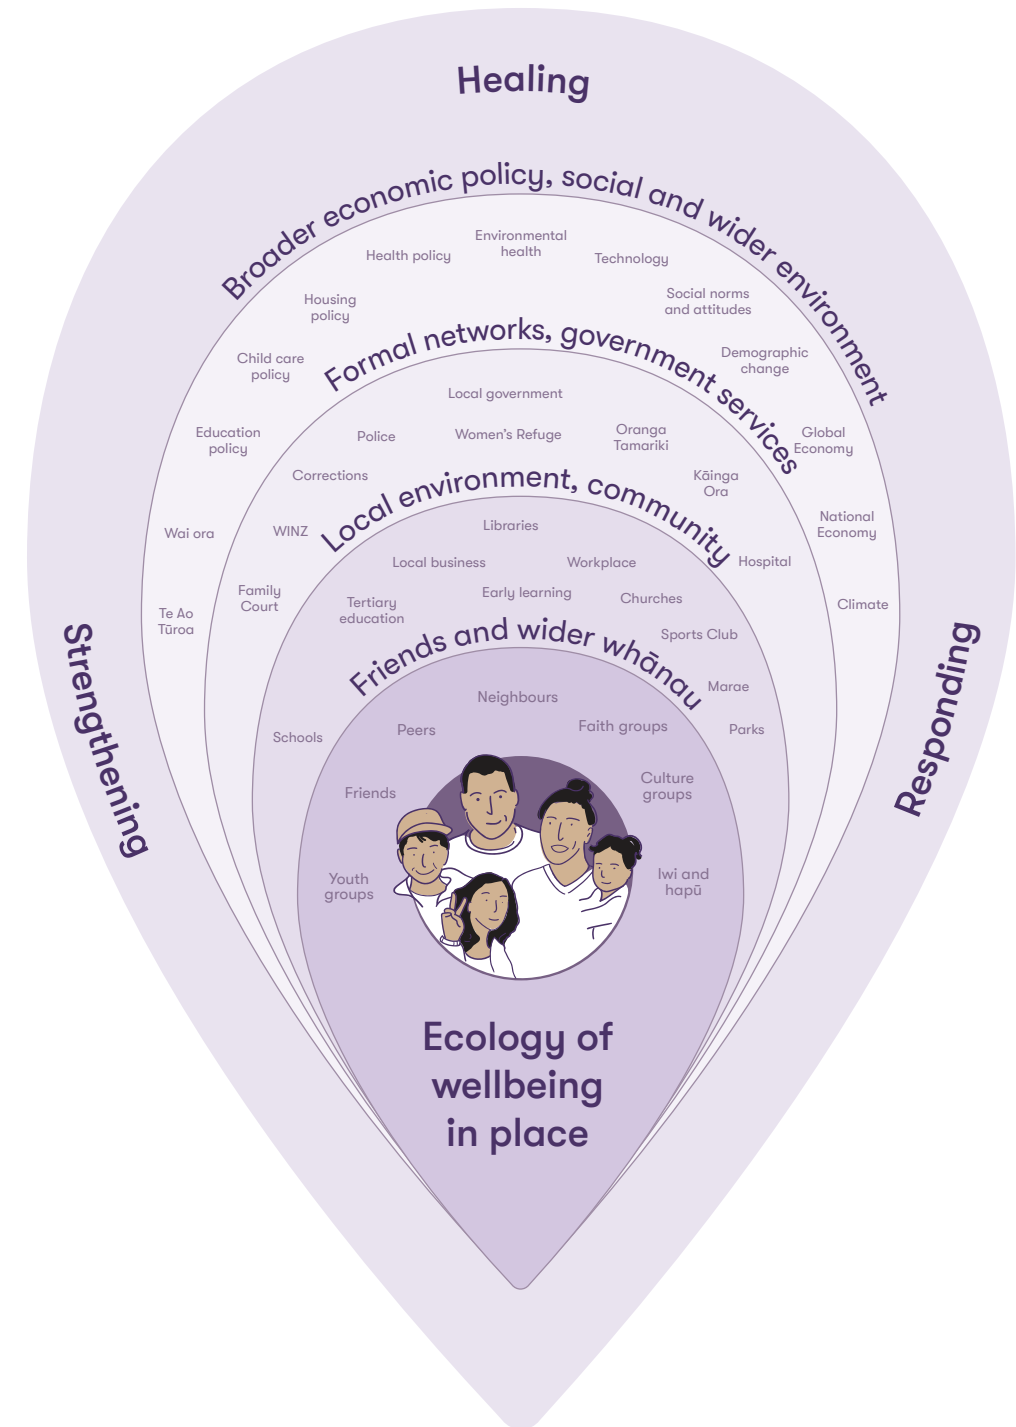 Healing
Broader economic policy, social and wider environment
Environmental
health
Health policy
Technology
Housing
policy
Social norms
and attitudes
Child care
policy
Demographic
change
Education
policy
Global
Economy
Wai ora
National
Economy
Te Ao
Tūroa
Climate
Formal networks, government services
Local government
Police
Women's Refuge
Oranga
Tamariki
Corrections
Kāinga
Ora
WINZ
Hospital
Family
Court
Local environment, community
Libraries
Local business
Workplace
Early learning
Tertiary
education
Churches
Sports Club
Marae
Schools
Parks
Friends and wider whānau
Neighbours
Peers
Faith groups
Friends
Culture
groups
Youth
groups
Iwi and
hapū
Strengthening
Responding
Ecology of
wellbeing
in place